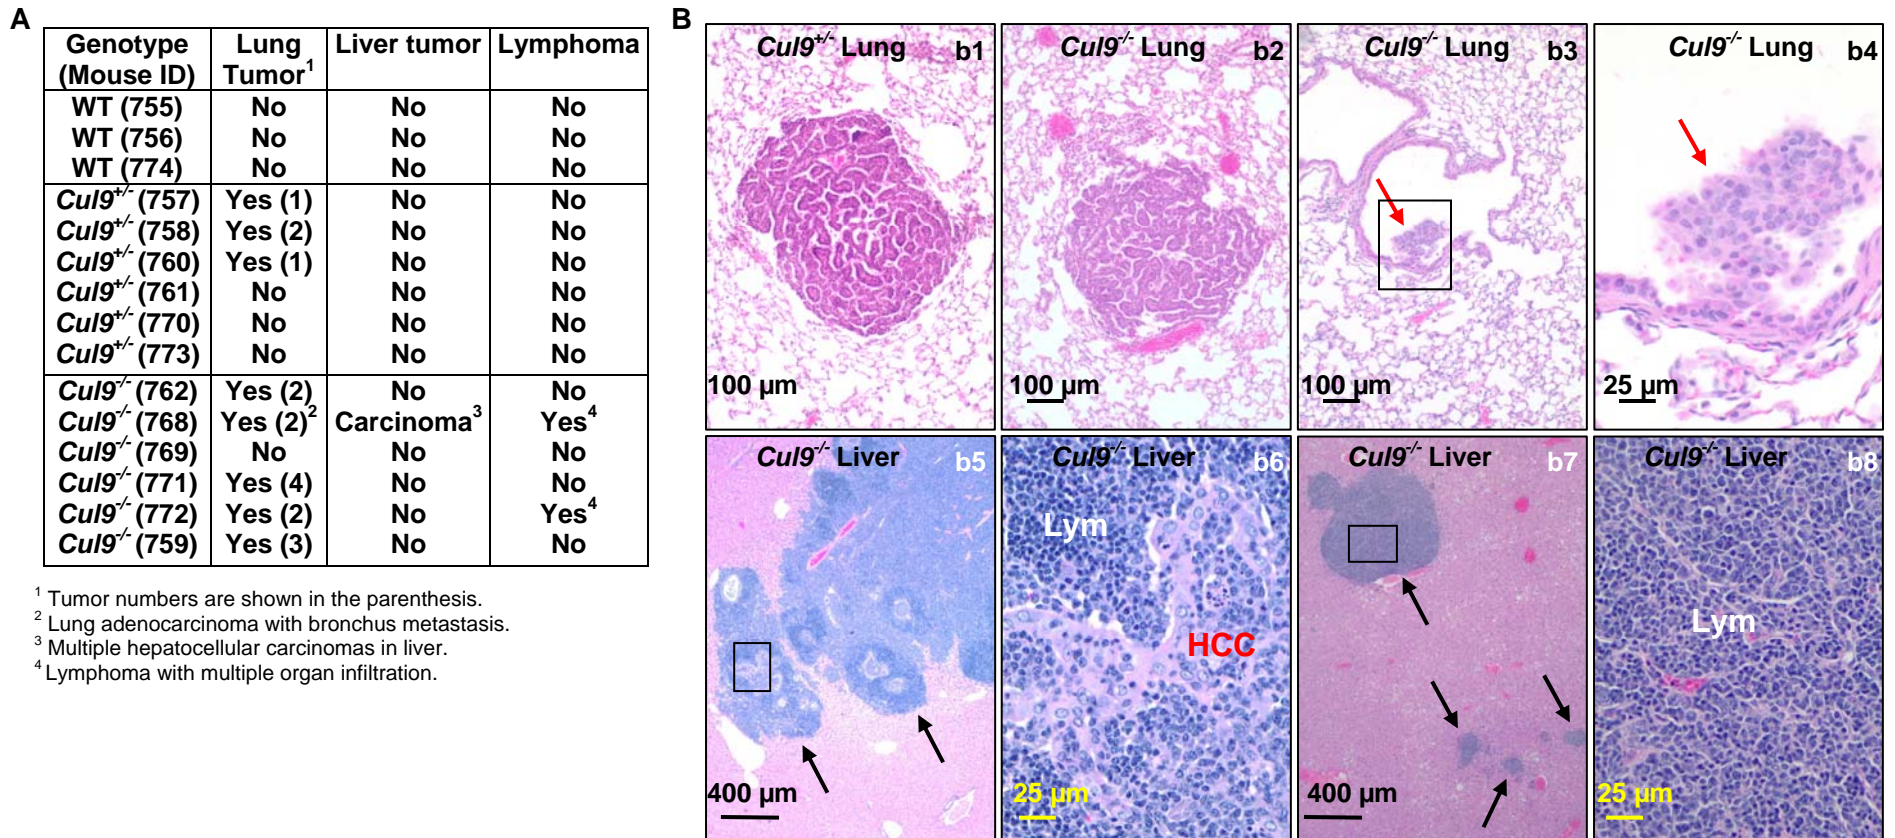 A
Genotype (Mouse ID) Lung Tumor¹ Liver tumor Lymphoma
WT (755) No No No
WT (756) No No No
WT (774) No No No
Cul9+/- (757) Yes (1) No No
Cul9+/- (758) Yes (2) No No
Cul9+/- (760) Yes (1) No No
Cul9+/- (761) No No No
Cul9+/- (770) No No No
Cul9+/- (773) No No No
Cul9-/- (762) Yes (2) No No
Cul9-/- (768) Yes (2)² Carcinoma³ Yes⁴
Cul9-/- (769) No No No
Cul9-/- (771) Yes (4) No No
Cul9-/- (772) Yes (2) No Yes⁴
Cul9-/- (759) Yes (3) No No
¹ Tumor numbers are shown in the parenthesis.
² Lung adenocarcinoma with bronchus metastasis.
³ Multiple hepatocellular carcinomas in liver.
⁴ Lymphoma with multiple organ infiltration.
B
Cul9+/- Lung b1
100 µm
Cul9-/- Lung b2
100 µm
Cul9-/- Lung b3
100 µm
Cul9-/- Lung b4
25 µm
Cul9-/- Liver b5
400 µm
Cul9-/- Liver b6
Lym
HCC
25 µm
Cul9-/- Liver b7
400 µm
Cul9-/- Liver b8
Lym
25 µm